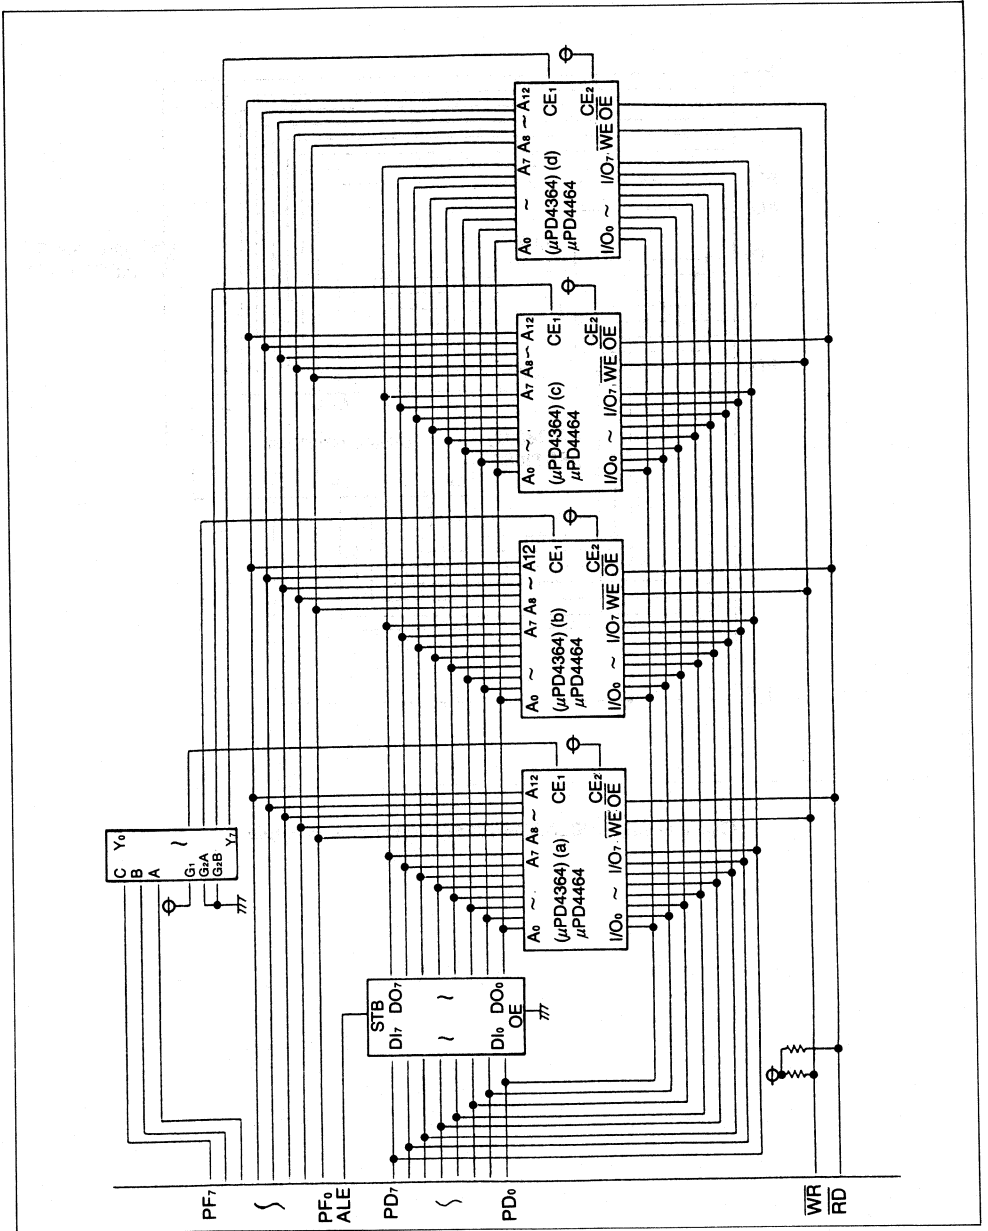 C Y0
B
A ~
G1
G2A
G2B Y7
A0 ~ A7 A8 ~ A12
(μPD4364) (a) CE1
μPD4464 CE2
I/O0 ~ I/O7 WE OE
A0 ~ A7 A8 ~ A12
(μPD4364) (b) CE1
μPD4464 CE2
I/O0 ~ I/O7 WE OE
A0 ~ A7 A8 ~ A12
(μPD4364) (c) CE1
μPD4464 CE2
I/O0 ~ I/O7 WE OE
A0 ~ A7 A8 ~ A12
(μPD4364) (d) CE1
μPD4464 CE2
I/O0 ~ I/O7 WE OE
STB
DI7 DO7
~ ~
DI0 DO0
OE
PF7
~
PF0
ALE
PD7
~
PD0
WR
RD